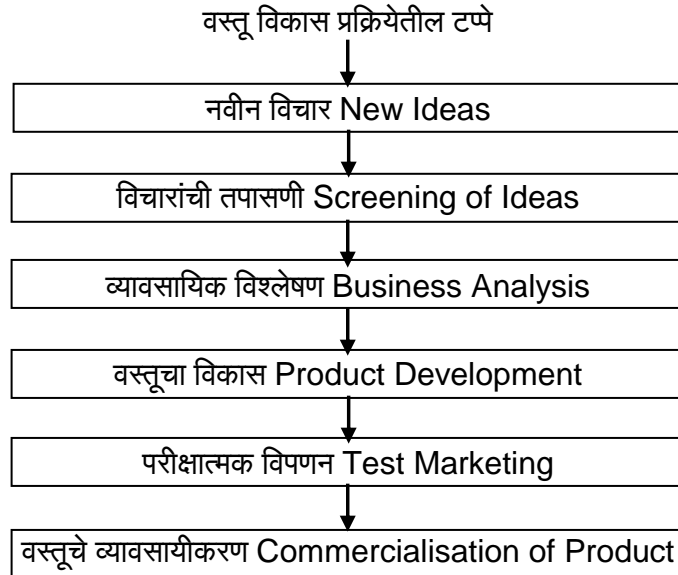 वस्तू विकास प्रक्रियेतील टप्पे
नवीन विचार New Ideas
विचारांची तपासणी Screening of Ideas
व्यावसायिक विश्लेषण Business Analysis
वस्तूचा विकास Product Development
परीक्षात्मक विपणन Test Marketing
वस्तूचे व्यावसायीकरण Commercialisation of Product